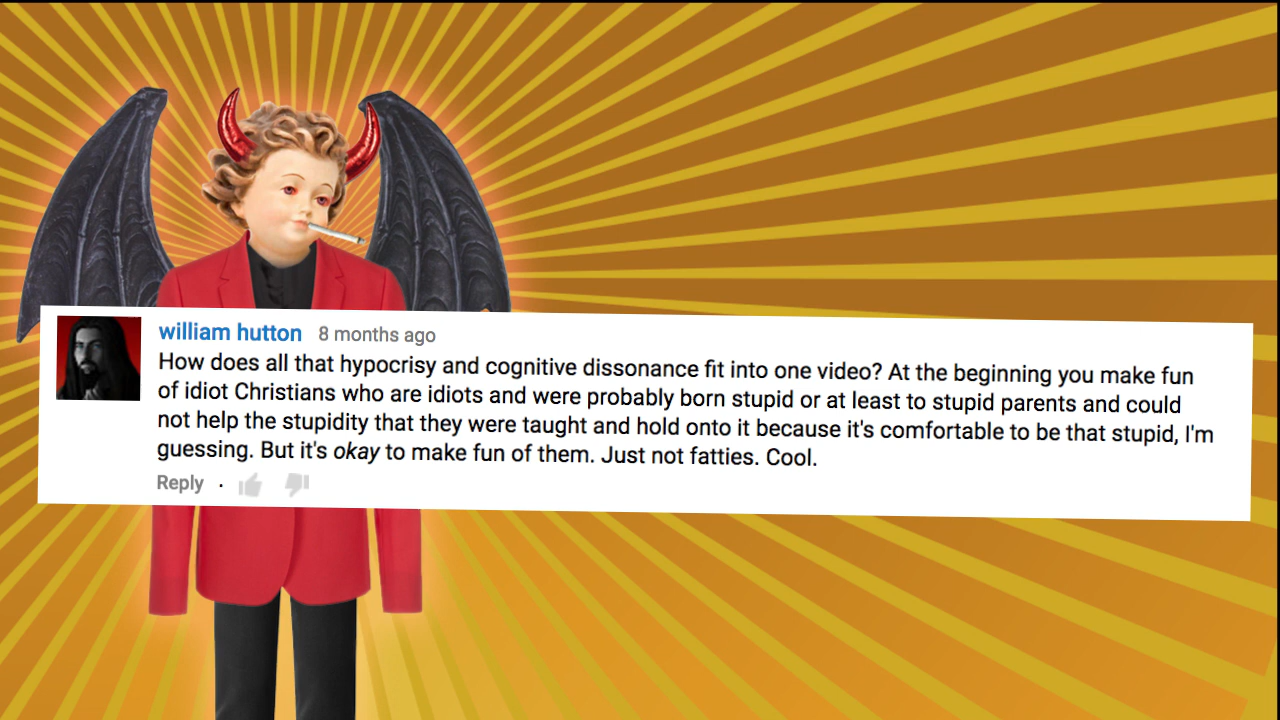 william hutton 8 months ago
How does all that hypocrisy and cognitive dissonance fit into one video? At the beginning you make fun
of idiot Christians who are idiots and were probably born stupid or at least to stupid parents and could
not help the stupidity that they were taught and hold onto it because it's comfortable to be that stupid, I'm
guessing. But it's okay to make fun of them. Just not fatties. Cool.
Reply ·